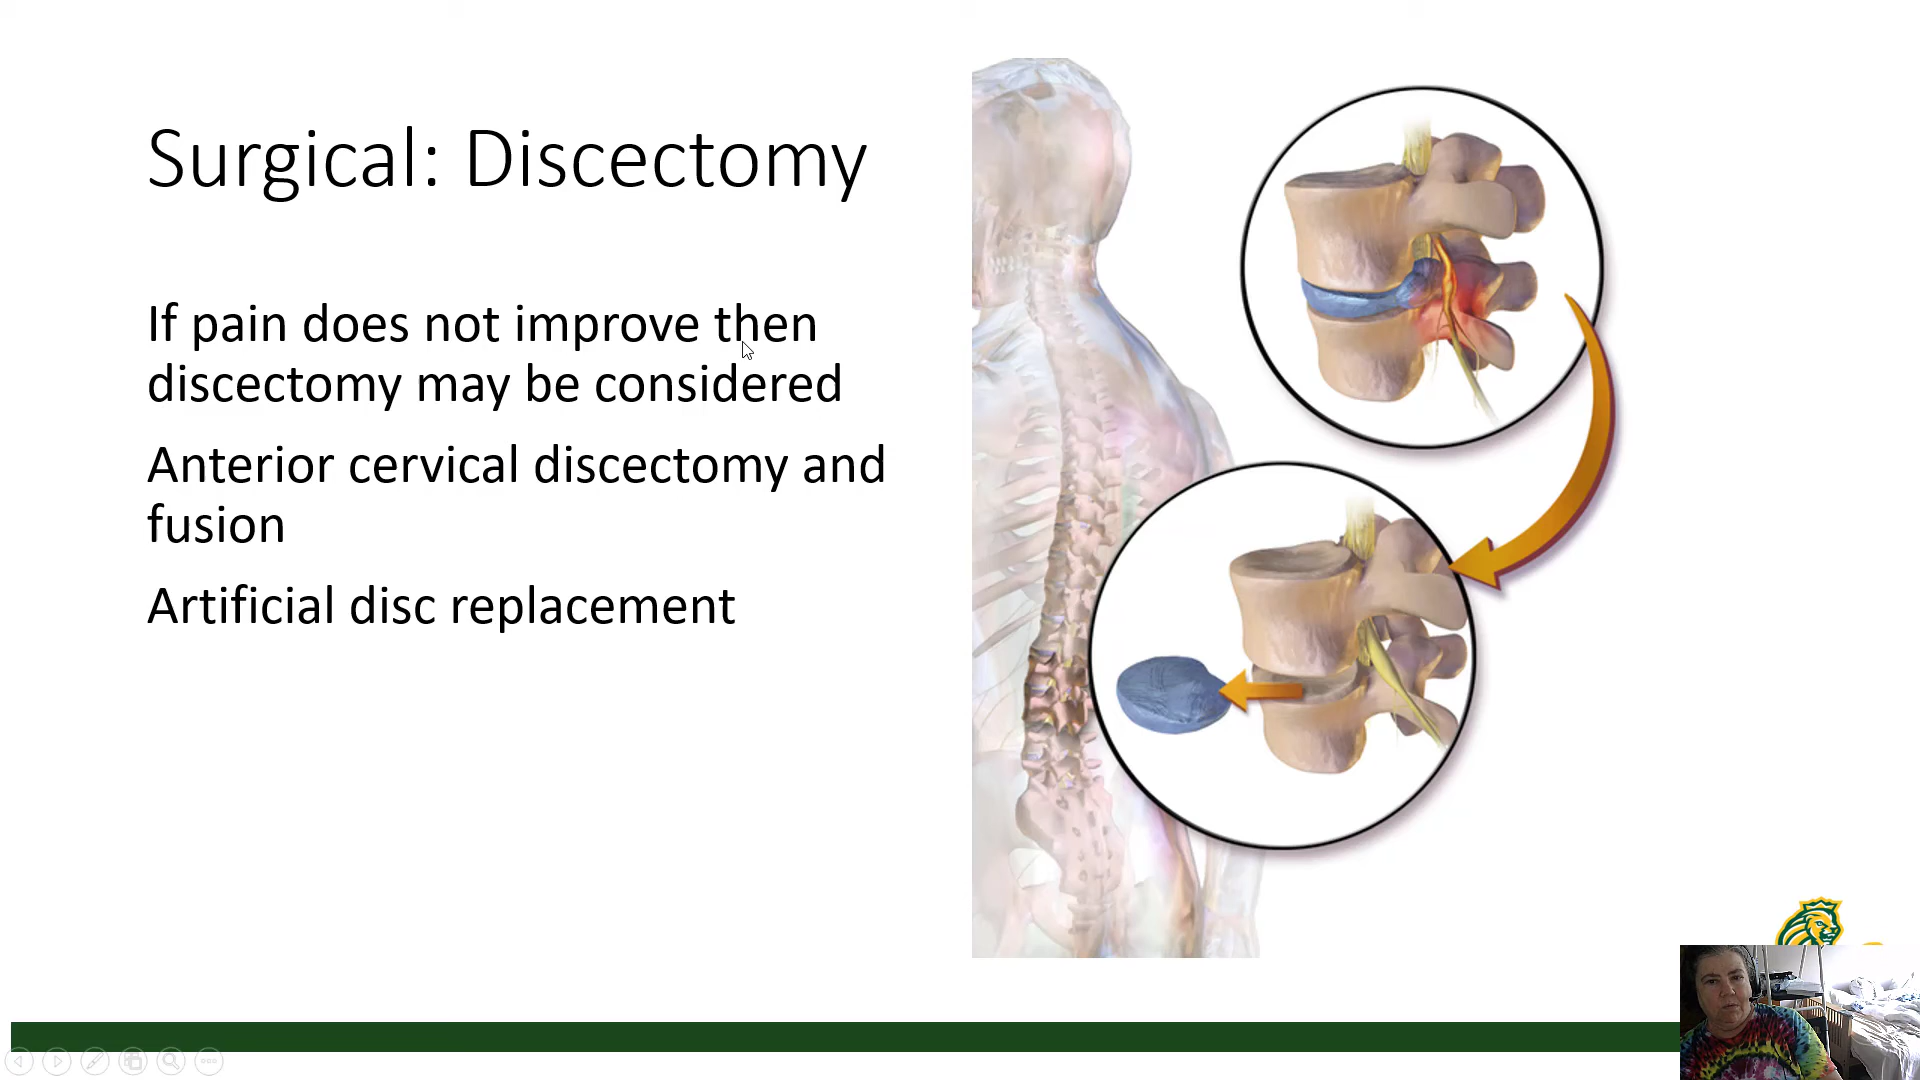 Surgical: Discectomy
If pain does not improve then
discectomy may be considered
Anterior cervical discectomy and
fusion
Artificial disc replacement